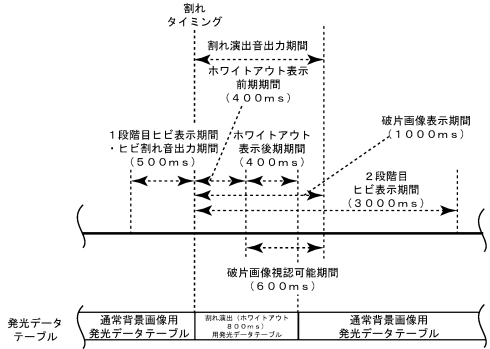 割れ
タイミング
割れ演出音出力期間
ホワイトアウト表示
前期期間
(400ms)
1段階目ヒビ表示期間
・ヒビ割れ音出力期間
(500ms)
ホワイトアウト
表示後期期間
(400ms)
破片画像表示期間
(1000ms)
2段階目
ヒビ表示期間
(3000ms)
破片画像視認可能期間
(600ms)
発光データ
テーブル
通常背景画像用
発光データテーブル
割れ演出(ホワイトアウト
800ms)
用発光データテーブル
通常背景画像用
発光データテーブル